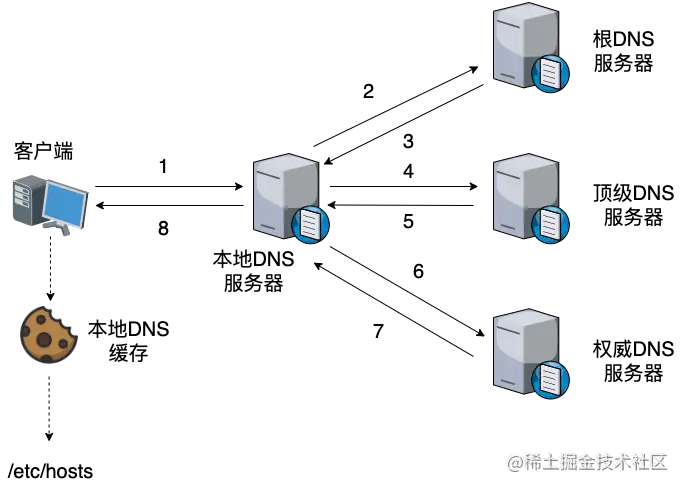 根DNS
服务器
2
3
客户端
1
4
顶级DNS
服务器
8
5
本地DNS
服务器
6
7
本地DNS
缓存
权威DNS
服务器
/etc/hosts
@稀土掘金技术社区